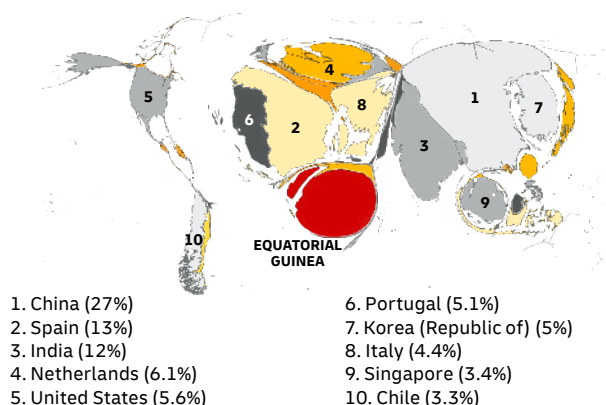 4
1
5
8
7
6
2
3
9
10
EQUATORIAL
GUINEA
1. China (27%)
2. Spain (13%)
3. India (12%)
4. Netherlands (6.1%)
5. United States (5.6%)
6. Portugal (5.1%)
7. Korea (Republic of) (5%)
8. Italy (4.4%)
9. Singapore (3.4%)
10. Chile (3.3%)